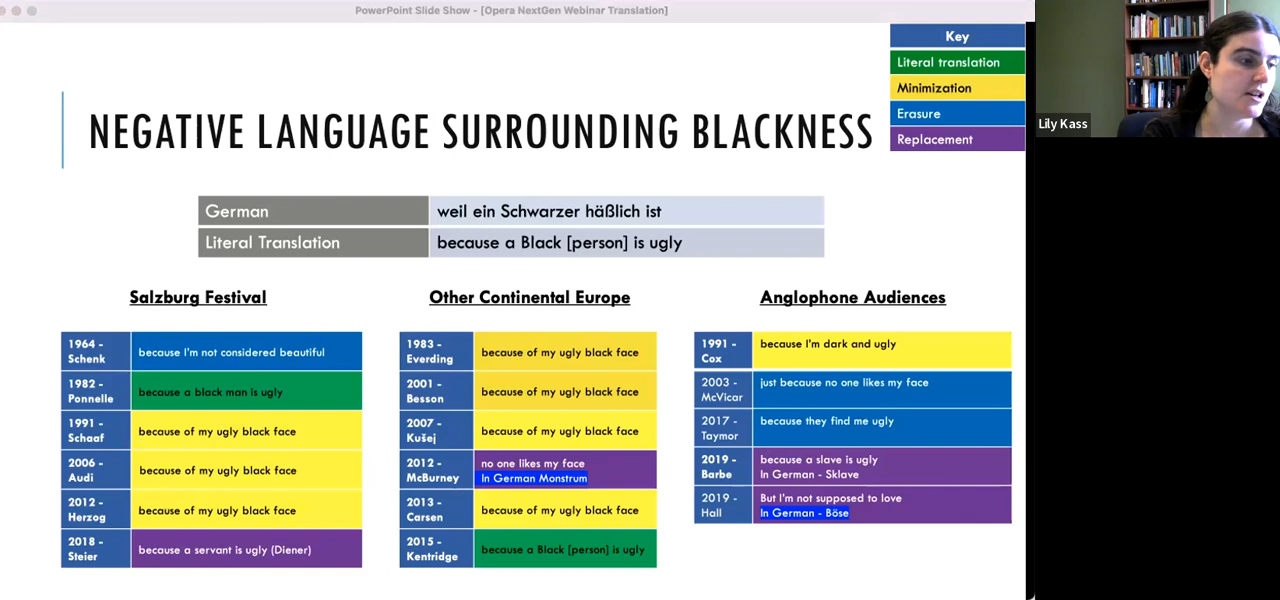 PowerPoint Slide Show - [Opera NextGen Webinar Translation]
Key
Literal translation
Minimization
Erasure
Replacement
Lily Kass
NEGATIVE LANGUAGE SURROUNDING BLACKNESS
German weil ein Schwarzer häßlich ist
Literal Translation because a Black [person] is ugly
Salzburg Festival
1964 -
Schenk
because I'm not considered beautiful
1982 -
Ponnelle
because a black man is ugly
1991 -
Schaaf
because of my ugly black face
2006 -
Audi
because of my ugly black face
2012 -
Herzog
because of my ugly black face
2018 -
Steier
because a servant is ugly (Diener)
Other Continental Europe
1983 -
Everding
because of my ugly black face
2001 -
Besson
because of my ugly black face
2007 -
Kušej
because of my ugly black face
2012 -
McBurney
no one likes my face
In German Monstrum
2013 -
Carsen
because of my ugly black face
2015 -
Kentridge
because a Black [person] is ugly
Anglophone Audiences
1991 -
Cox
because I'm dark and ugly
2003 -
McVicar
just because no one likes my face
2017 -
Taymor
because they find me ugly
2019 -
Barbe
because a slave is ugly
In German - Sklave
2019 -
Hall
But I'm not supposed to love
In German - Böse